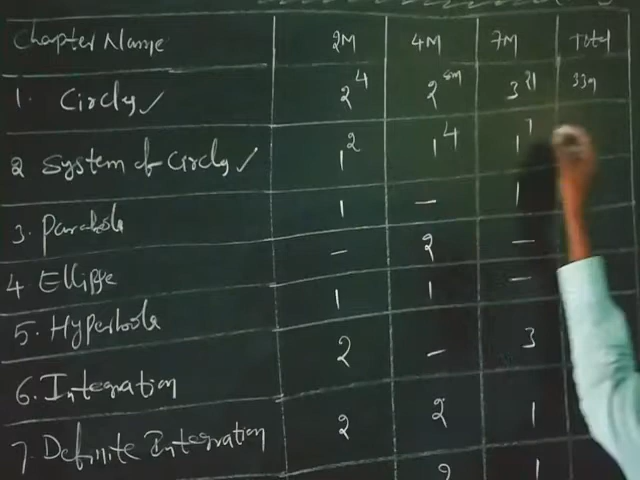 Chapter Name 2M 4M 7M Total
1. Circles ✓ 2 4 2 8m 3 21 33
2 System of Circles ✓ 1 2 1 4 1 7
3. Parabola 1 – 1
4 Ellipse – 2 –
5. Hyperbola 1 1 –
6. Integration 2 – 3
7. Definite Integration 2 2 1
2 1